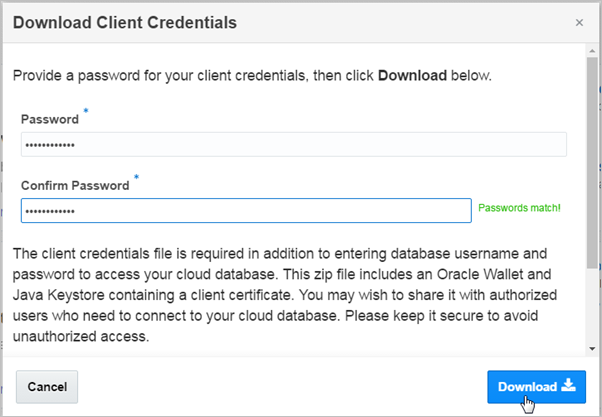 Download Client Credentials
×
Provide a password for your client credentials, then click Download below.
Password *
••••••••••••
Confirm Password *
••••••••••••
Passwords match!
The client credentials file is required in addition to entering database username and
password to access your cloud database. This zip file includes an Oracle Wallet and
Java Keystore containing a client certificate. You may wish to share it with authorized
users who need to connect to your cloud database. Please keep it secure to avoid
unauthorized access.
Cancel
Download